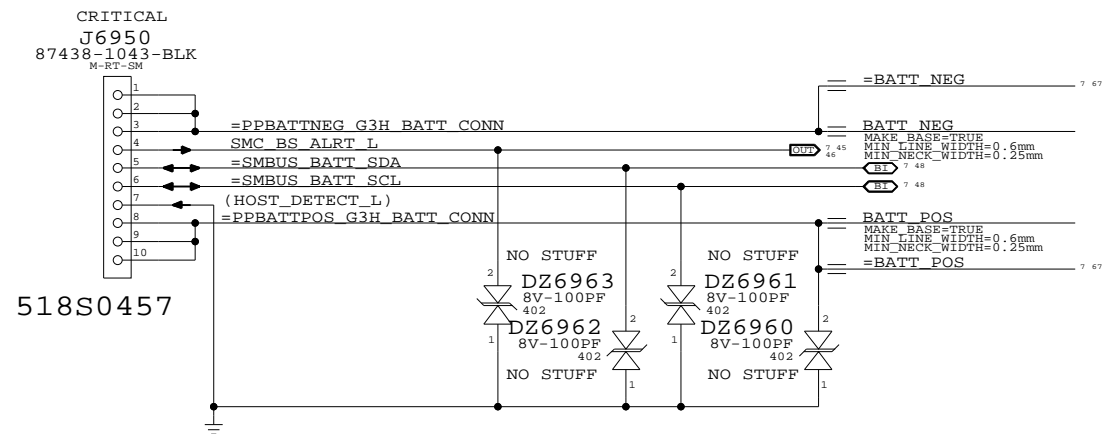 CRITICAL
J6950
87438-1043-BLK
M-RT-SM
1
2
3
4
5
6
7
8
9
10
518S0457
=PPBATTNEG_G3H_BATT_CONN
SMC_BS_ALRT_L
=SMBUS_BATT_SDA
=SMBUS_BATT_SCL
(HOST_DETECT_L)
=PPBATTPOS_G3H_BATT_CONN
=BATT_NEG
7 67
BATT_NEG
MAKE_BASE=TRUE
MIN_LINE_WIDTH=0.6mm
MIN_NECK_WIDTH=0.25mm
OUT
7 45
46
BI
7 48
BI
7 48
BATT_POS
MAKE_BASE=TRUE
MIN_LINE_WIDTH=0.6mm
MIN_NECK_WIDTH=0.25mm
=BATT_POS
7 67
NO STUFF
2
DZ6963
8V-100PF
402
1
DZ6962
8V-100PF
402
NO STUFF
2
1
NO STUFF
2
DZ6961
8V-100PF
402
1
DZ6960
8V-100PF
402
NO STUFF
2
1